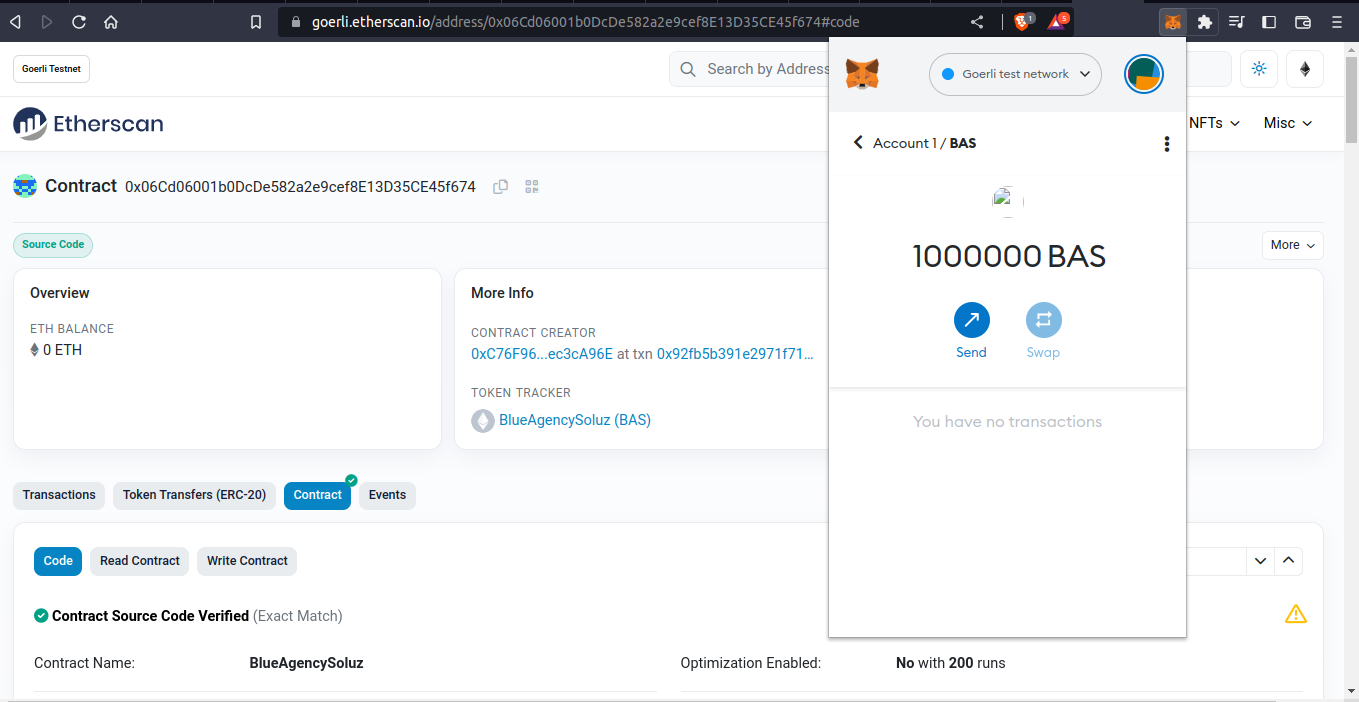 goerli.etherscan.io/address/0x06Cd06001b0DcDe582a2e9cef8E13D35CE45f674#code
1
5
Goerli Testnet
Search by Address
Etherscan
NFTs
Misc
Contract 0x06Cd06001b0DcDe582a2e9cef8E13D35CE45f674
Source Code
More
Overview
ETH BALANCE
0 ETH
More Info
CONTRACT CREATOR
0xC76F96...ec3cA96E at txn 0x92fb5b391e2971f71...
TOKEN TRACKER
BlueAgencySoluz (BAS)
Goerli test network
Account 1 / BAS
1000000 BAS
Send
Swap
You have no transactions
Transactions
Token Transfers (ERC-20)
Contract
Events
Code
Read Contract
Write Contract
Contract Source Code Verified (Exact Match)
Contract Name:
BlueAgencySoluz
Optimization Enabled:
No with 200 runs